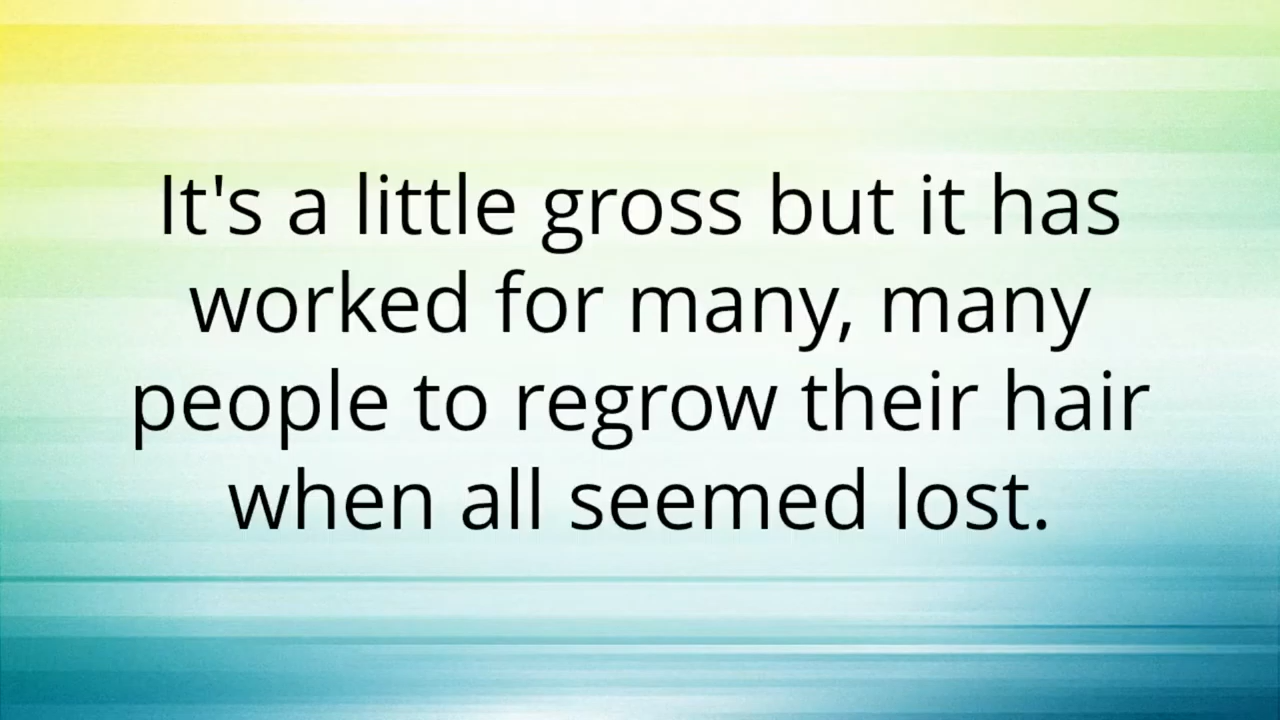 It's a little gross but it has
worked for many, many
people to regrow their hair
when all seemed lost.